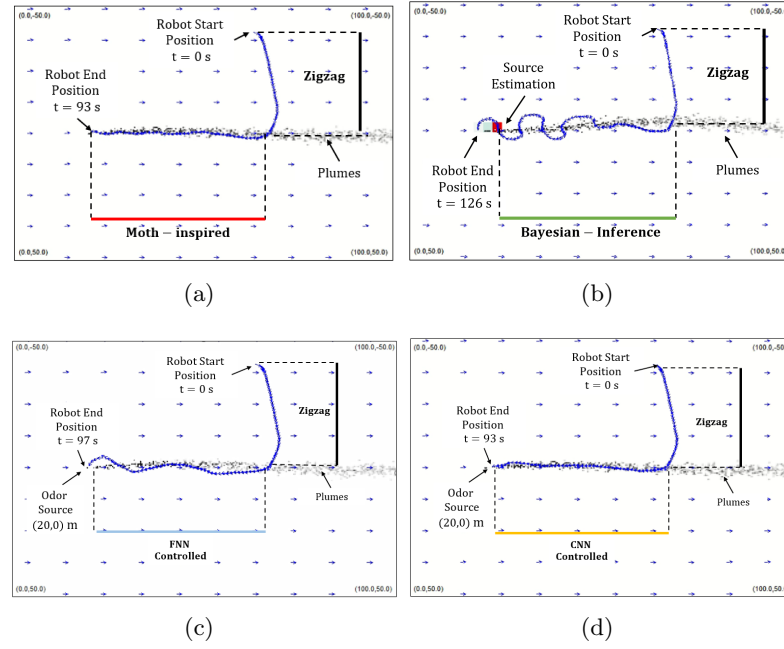 (0.0,-50.0)
(100.0,-50.0)
Robot Start
Position
t = 0 s
Zigzag
Robot End
Position
t = 93 s
Plumes
Moth − inspired
(0.0,50.0)
(100.0,50.0)
(a)
(0.0,-50.0)
(100.0,-50.0)
Robot Start
Position
t = 0 s
Zigzag
Source
Estimation
Robot End
Position
t = 126 s
Plumes
Bayesian − Inference
(0.0,50.0)
(100.0,50.0)
(b)
(0.0,-50.0)
(100.0,-50.0)
Robot Start
Position
t = 0 s
Zigzag
Robot End
Position
t = 97 s
Odor
Source
(20,0) m
Plumes
FNN
Controlled
(0.0,50.0)
(100.0,50.0)
(c)
(0.0,-50.0)
(100.0,-50.0)
Robot Start
Position
t = 0 s
Zigzag
Robot End
Position
t = 93 s
Odor
Source
(20,0) m
Plumes
CNN
Controlled
(0.0,50.0)
(100.0,50.0)
(d)